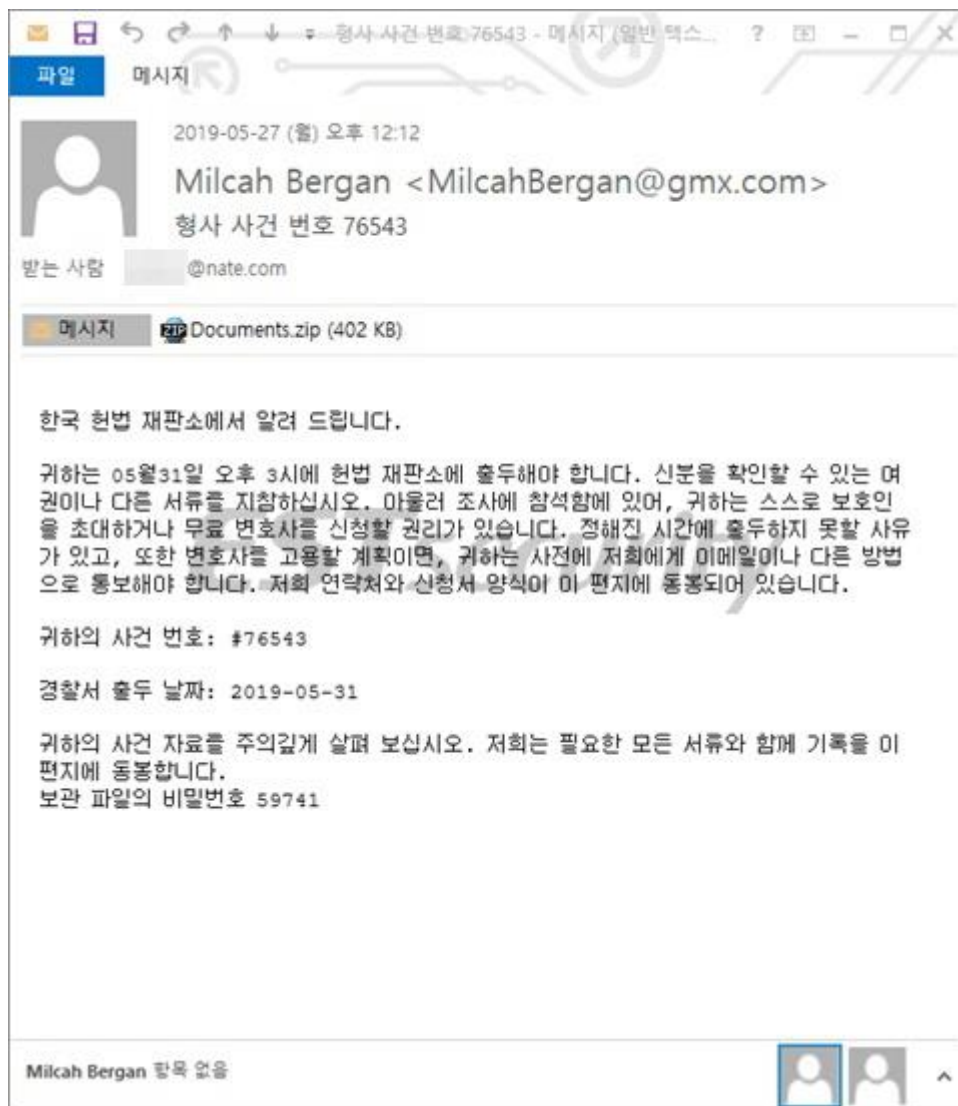 형사 사건 번호 76543 - 메시지 (일반 텍스...
파일 메시지
2019-05-27 (월) 오후 12:12
Milcah Bergan <MilcahBergan@gmx.com>
형사 사건 번호 76543
받는 사람 @nate.com
메시지 Documents.zip (402 KB)
한국 헌법 재판소에서 알려 드립니다.
귀하는 05월31일 오후 3시에 헌법 재판소에 출두해야 합니다. 신분을 확인할 수 있는 여
권이나 다른 서류를 지참하십시오. 아울러 조사에 참석함에 있어, 귀하는 스스로 보호인
을 초대하거나 무료 변호사를 신청할 권리가 있습니다. 정해진 시간에 출두하지 못할 사유
가 있고, 또한 변호사를 고용할 계획이면, 귀하는 사전에 저희에게 이메일이나 다른 방법
으로 통보해야 합니다. 저희 연락처와 신청서 양식이 이 편지에 동봉되어 있습니다.
귀하의 사건 번호: #76543
경찰서 출두 날짜: 2019-05-31
귀하의 사건 자료를 주의깊게 살펴 보십시오. 저희는 필요한 모든 서류와 함께 기록을 이
편지에 동봉합니다.
보관 파일의 비밀번호 59741
Milcah Bergan 항목 없음